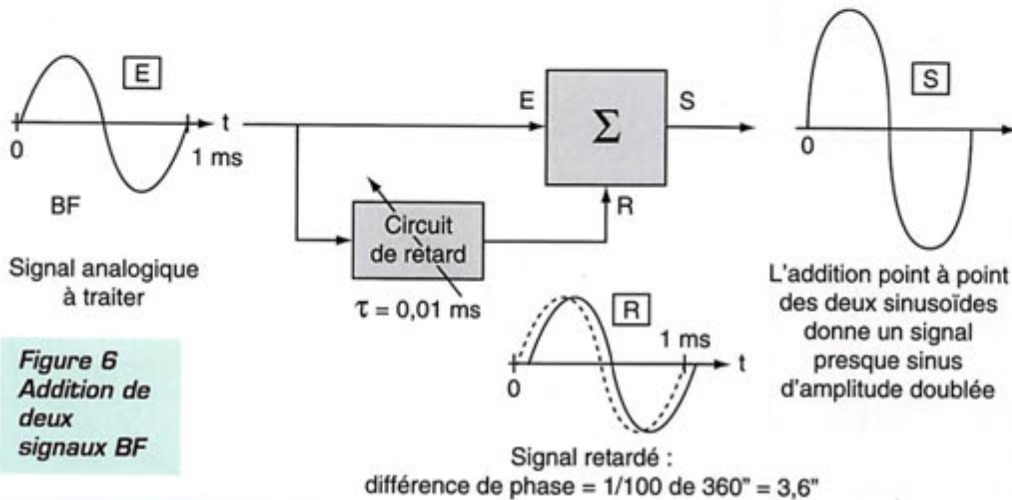 E
t
0
1 ms
BF
Signal analogique
à traiter
E
S
Σ
R
Circuit
de retard
τ = 0,01 ms
R
1 ms
t
0
Signal retardé :
différence de phase = 1/100 de 360" = 3,6"
S
0
L'addition point à point
des deux sinusoïdes
donne un signal
presque sinus
d'amplitude doublée
Figure 6
Addition de
deux
signaux BF